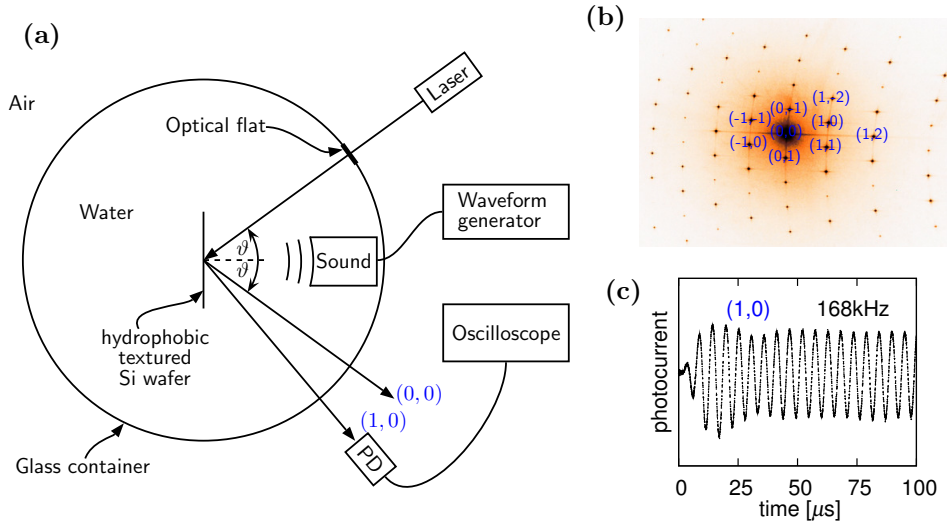 (a)
Air
Laser
Optical flat
Water
Waveform
generator
ϑ
ϑ
Sound
hydrophobic
textured
Si wafer
Oscilloscope
(0, 0)
(1, 0)
PD
Glass container
(b)
(1,-2)
(0,-1)
(-1,-1)
(1,0)
(0,0)
(1,2)
(-1,0)
(1,1)
(0,1)
(c)
(1,0) 168kHz
photocurrent
0 25 50 75 100
time [μs]